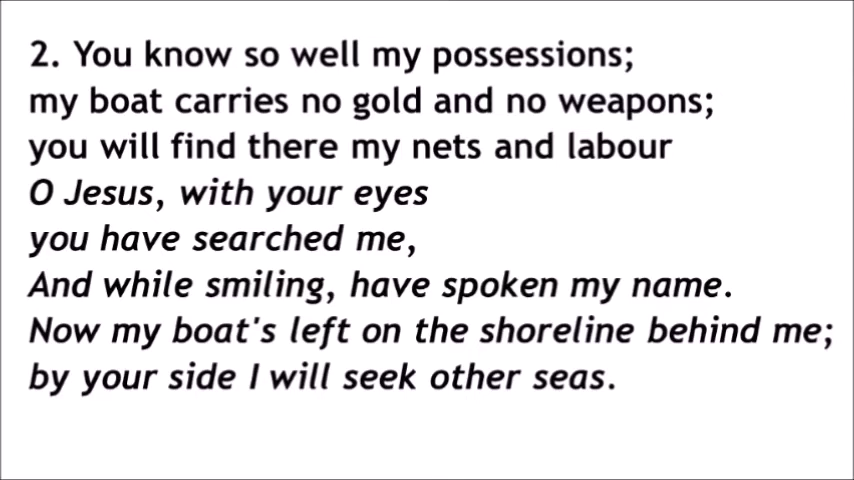 2. You know so well my possessions;
my boat carries no gold and no weapons;
you will find there my nets and labour
O Jesus, with your eyes
you have searched me,
And while smiling, have spoken my name.
Now my boat's left on the shoreline behind me;
by your side I will seek other seas.